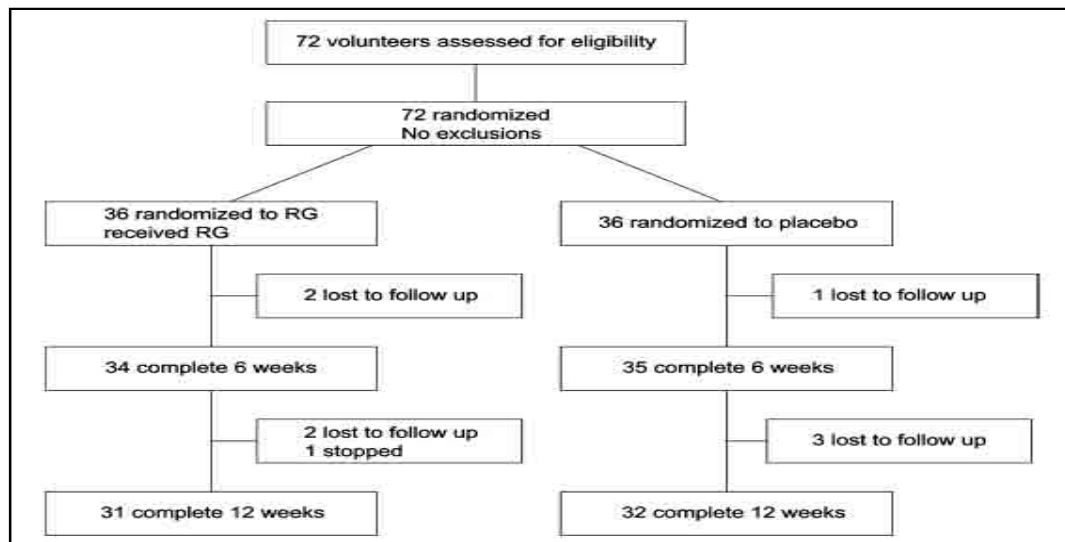 72 volunteers assessed for eligibility
72 randomized
No exclusions
36 randomized to RG
received RG
36 randomized to placebo
2 lost to follow up
1 lost to follow up
34 complete 6 weeks
35 complete 6 weeks
2 lost to follow up
1 stopped
3 lost to follow up
31 complete 12 weeks
32 complete 12 weeks